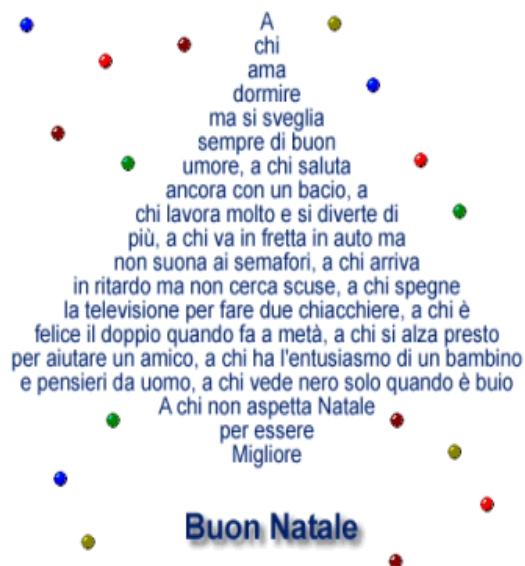 A
chi
ama
dormire
ma si sveglia
sempre di buon
umore, a chi saluta
ancora con un bacio, a
chi lavora molto e si diverte di
più, a chi va in fretta in auto ma
non suona ai semafori, a chi arriva
in ritardo ma non cerca scuse, a chi spegne
la televisione per fare due chiacchiere, a chi è
felice il doppio quando fa a metà, a chi si alza presto
per aiutare un amico, a chi ha l'entusiasmo di un bambino
e pensieri da uomo, a chi vede nero solo quando è buio
A chi non aspetta Natale
per essere
Migliore
Buon Natale